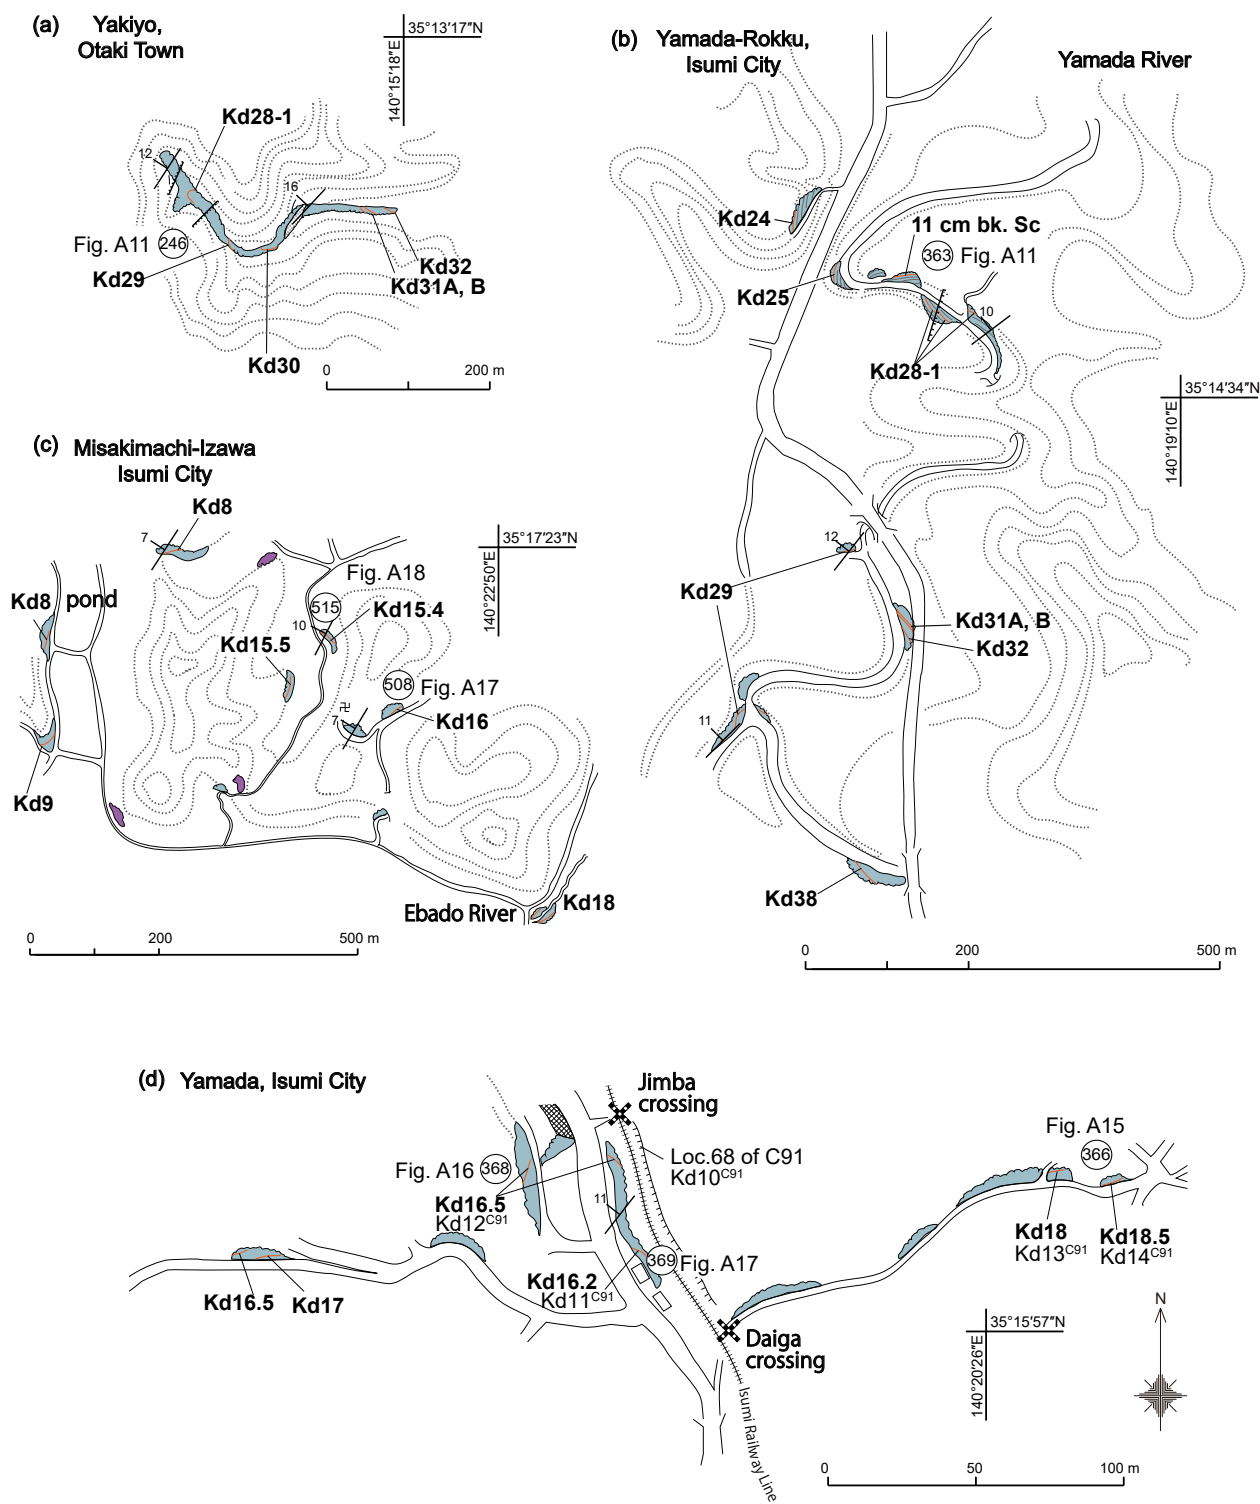 (a) Yakiyo,
Otaki Town
35°13′17″N
140°15′18″E
Kd28-1
12
16
Fig. A11 246
Kd29
Kd32
Kd31A, B
Kd30
0 200 m
(b) Yamada-Rokku,
Isumi City
Yamada River
Kd24
11 cm bk. Sc
363 Fig. A11
Kd25
10
Kd28-1
35°14′34″N
140°19′10″E
12
Kd29
Kd31A, B
Kd32
11
Kd38
0 200 500 m
(c) Misakimachi-Izawa
Isumi City
Kd8
7
35°17′23″N
140°22′50″E
Fig. A18
Kd8 pond
515
Kd15.4
10
Kd15.5
508 Fig. A17
卍
7
Kd16
Kd9
Ebado River
Kd18
0 200 500 m
(d) Yamada, Isumi City
Jimba
crossing
Fig. A15
366
Loc.68 of C91
Kd10C91
Fig. A16 368
Kd16.5
Kd12C91
11
Kd18
Kd13C91
Kd18.5
Kd14C91
369 Fig. A17
Kd16.2
Kd11C91
Kd16.5 Kd17
Daiga
crossing
35°15′57″N
140°20′26″E
N
Isumi Railway Line
0 50 100 m